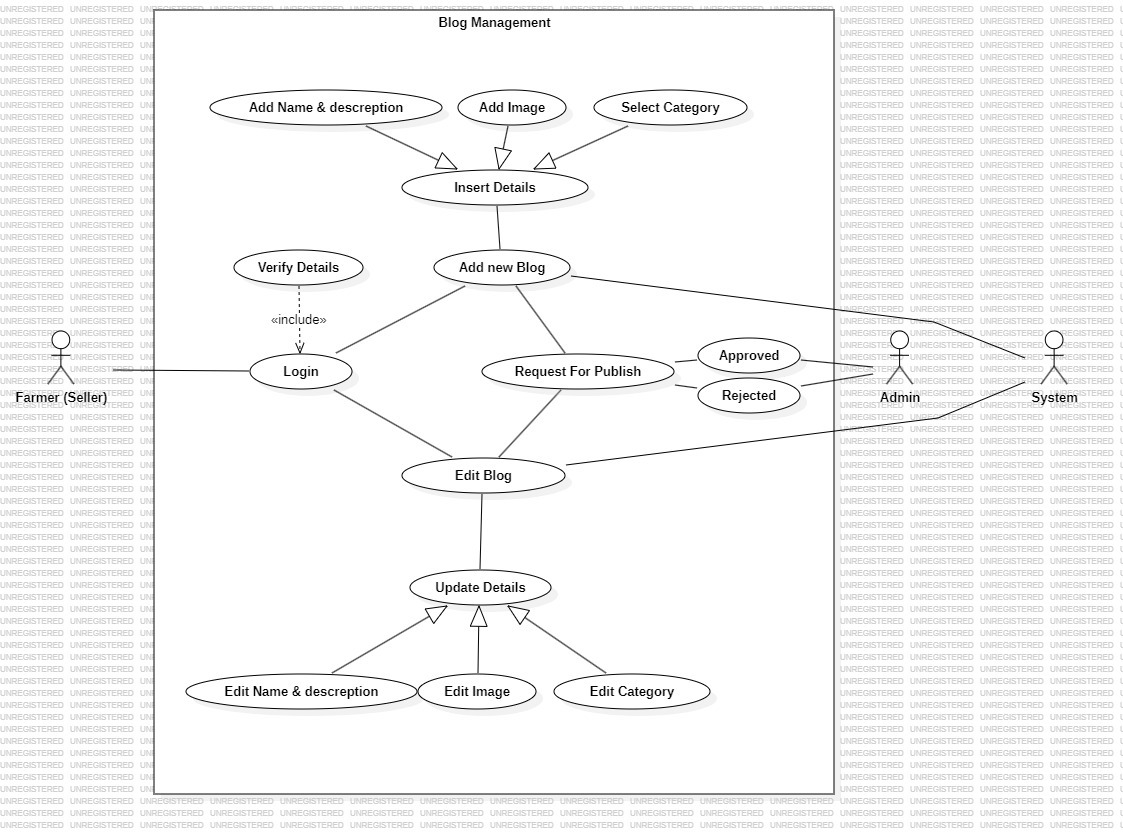 Blog Management
Add Name & descreption
Add Image
Select Category
Insert Details
Verify Details
Add new Blog
«include»
Login
Request For Publish
Approved
Rejected
Farmer (Seller)
Admin
System
Edit Blog
Update Details
Edit Name & descreption
Edit Image
Edit Category
UNREGISTERED